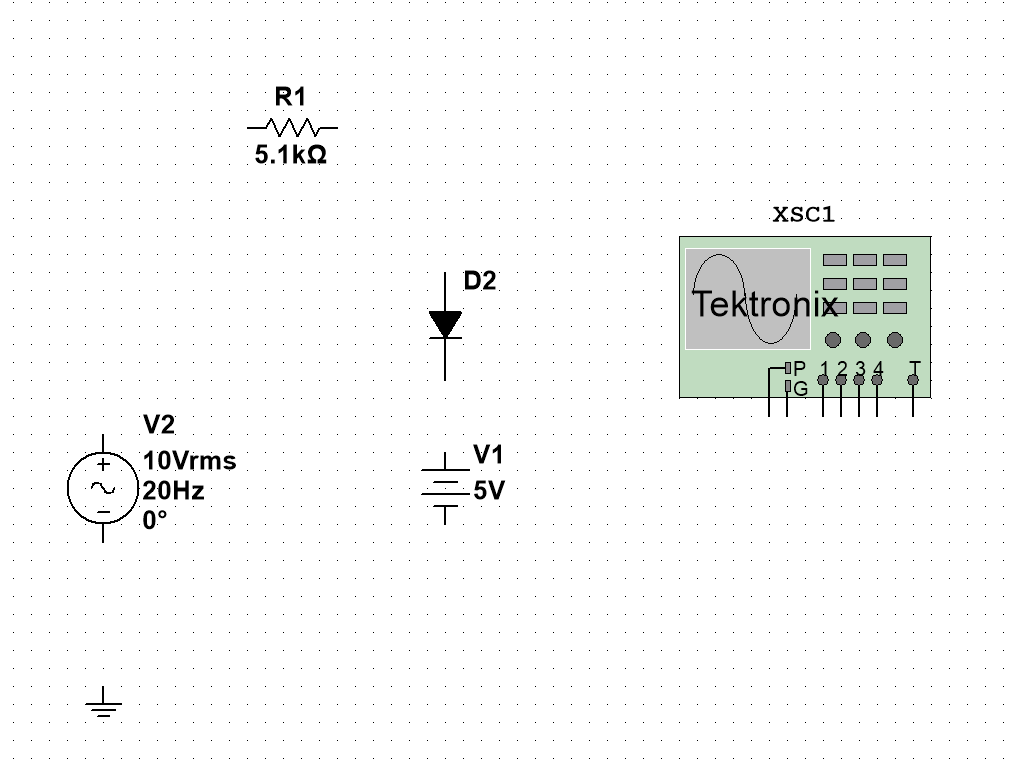 R1
5.1kΩ
XSC1
D2
Tektronix
P 1 2 3 4 T
G
V2
10Vrms
20Hz
0°
V1
5V